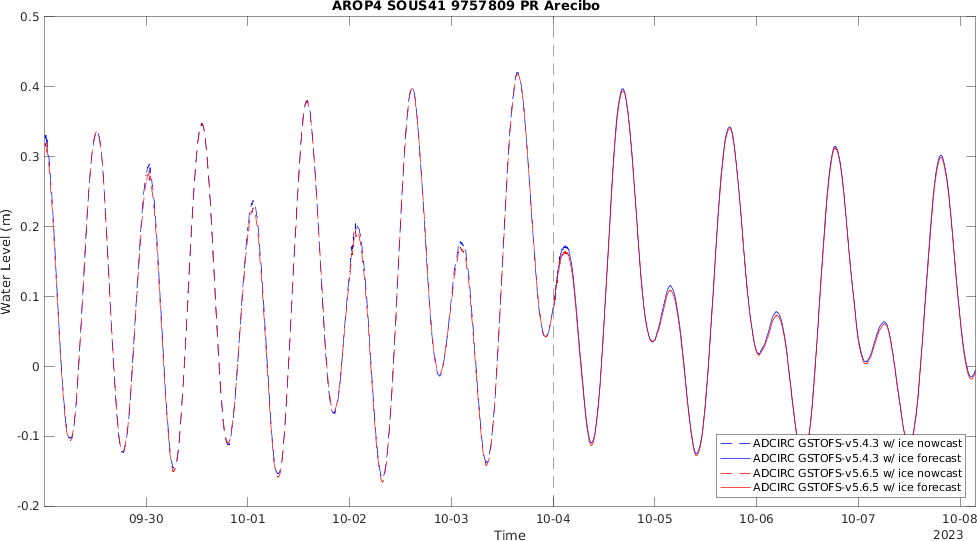 AROP4 SOUS41 9757809 PR Arecibo
0.5
0.4
0.3
0.2
0.1
0
-0.1
-0.2
Water Level (m)
ADCIRC GSTOFS-v5.4.3 w/ ice nowcast
ADCIRC GSTOFS-v5.4.3 w/ ice forecast
ADCIRC GSTOFS-v5.6.5 w/ ice nowcast
ADCIRC GSTOFS-v5.6.5 w/ ice forecast
09-30 10-01 10-02 10-03 10-04 10-05 10-06 10-07 10-08
Time
2023